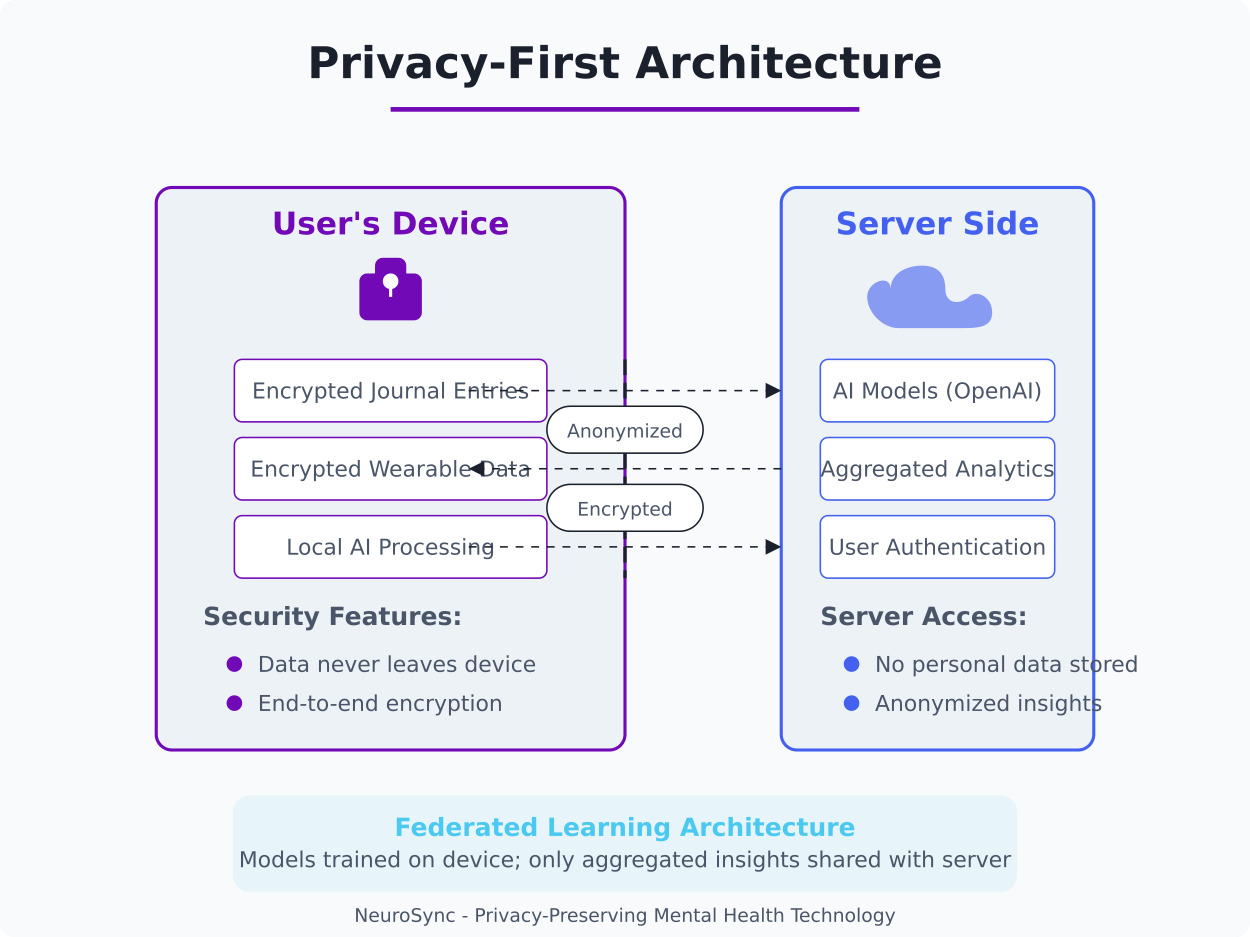 Privacy-First Architecture
User's Device
Encrypted Journal Entries
Encrypted Wearable Data
Local AI Processing
Security Features:
Data never leaves device
End-to-end encryption
Anonymized
Encrypted
Server Side
AI Models (OpenAI)
Aggregated Analytics
User Authentication
Server Access:
No personal data stored
Anonymized insights
Federated Learning Architecture
Models trained on device; only aggregated insights shared with server
NeuroSync - Privacy-Preserving Mental Health Technology